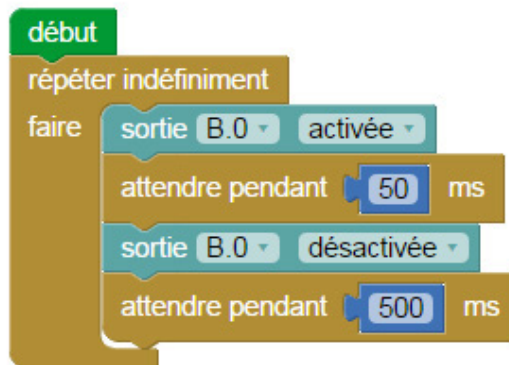 début
répéter indéfiniment
faire sortie B.0 activée
attendre pendant 50 ms
sortie B.0 désactivée
attendre pendant 500 ms